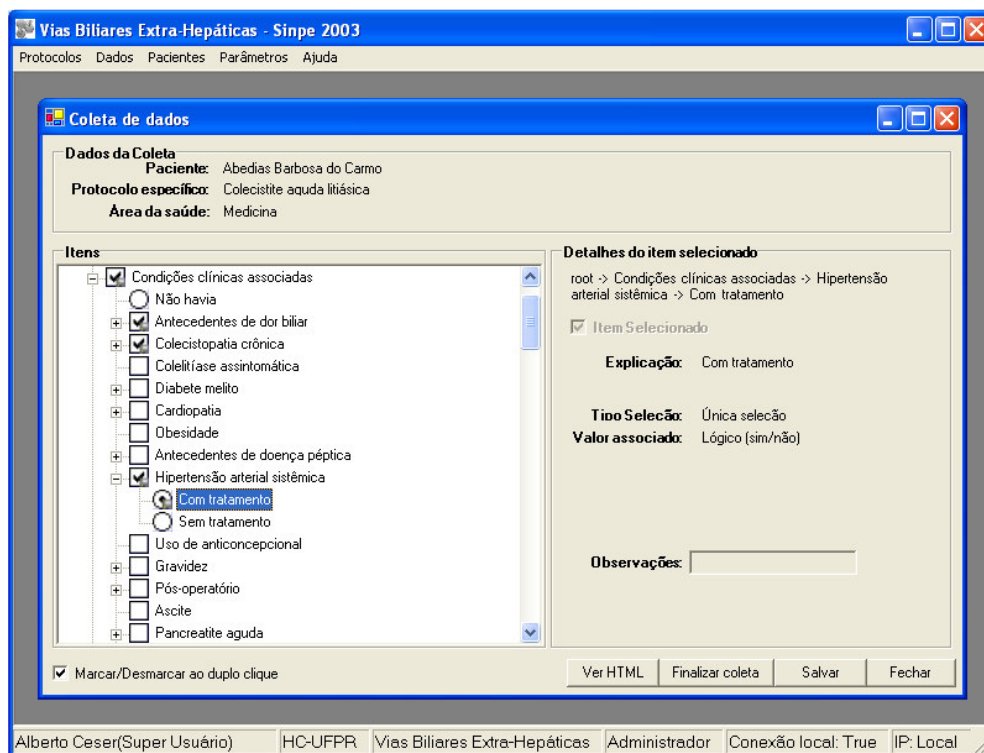 Vias Biliares Extra-Hepáticas - Sinpe 2003
Protocolos Dados Pacientes Parâmetros Ajuda
Coleta de dados
Dados da Coleta
Paciente: Abedias Barbosa do Carmo
Protocolo específico: Colecistite aguda litiásica
Área da saúde: Medicina
Itens
Condições clínicas associadas
Não havia
Antecedentes de dor biliar
Colecistopatia crônica
Colelitíase assintomática
Diabete melito
Cardiopatia
Obesidade
Antecedentes de doença péptica
Hipertensão arterial sistêmica
Com tratamento
Sem tratamento
Uso de anticoncepcional
Gravidez
Pós-operatório
Ascite
Pancreatite aguda
Detalhes do item selecionado
root -> Condições clínicas associadas -> Hipertensão
arterial sistêmica -> Com tratamento
Item Selecionado
Explicação: Com tratamento
Tipo Seleção: Única seleção
Valor associado: Lógico (sim/não)
Observações:
Marcar/Desmarcar ao duplo clique
Ver HTML Finalizar coleta Salvar Fechar
Alberto Ceser(Super Usuário) HC-UFPR Vias Biliares Extra-Hepáticas Administrador Conexão local: True IP: Local